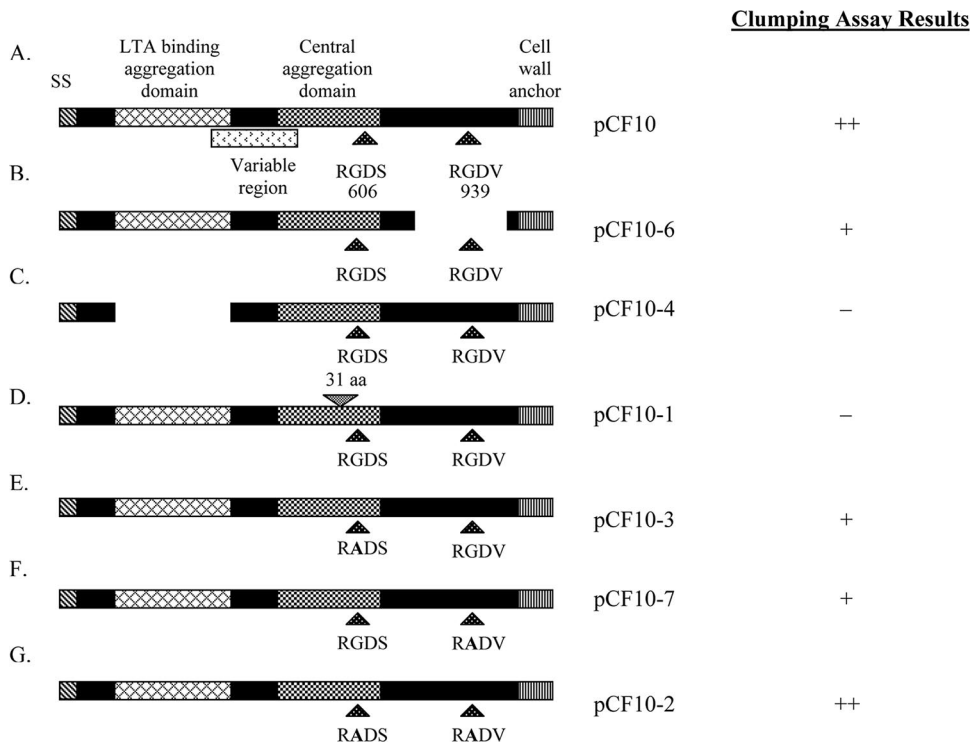 Clumping Assay Results
A.
SS
LTA binding
aggregation
domain
Central
aggregation
domain
Cell
wall
anchor
pCF10
++
Variable
region
RGDS
606
RGDV
939
B.
pCF10-6
+
RGDS
RGDV
C.
pCF10-4
–
RGDS
RGDV
31 aa
D.
pCF10-1
–
RGDS
RGDV
E.
pCF10-3
+
RADS
RGDV
F.
pCF10-7
+
RGDS
RADV
G.
pCF10-2
++
RADS
RADV